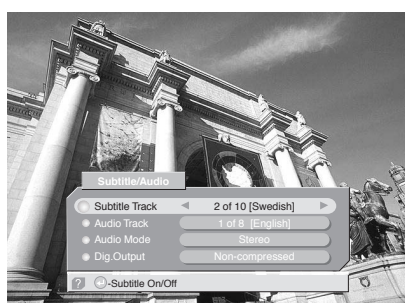 Subtitle/Audio
Subtitle Track ◀ 2 of 10 [Swedish] ▶
Audio Track 1 of 8 [English]
Audio Mode Stereo
Dig.Output Non-compressed
? -Subtitle On/Off